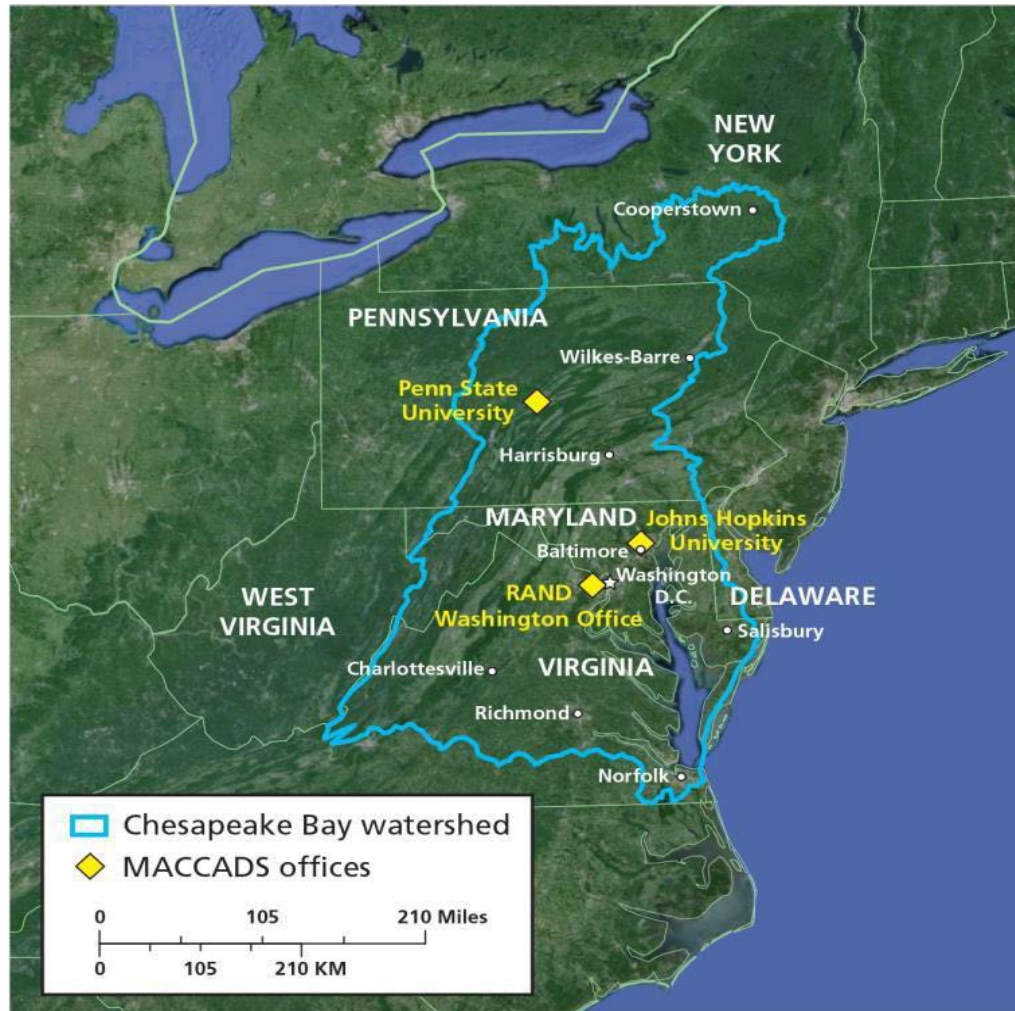 NEW
YORK
Cooperstown
PENNSYLVANIA
Wilkes-Barre
Penn State
University
Harrisburg
MARYLAND
Johns Hopkins
University
Baltimore
Washington
D.C.
RAND
Washington Office
WEST
VIRGINIA
DELAWARE
Salisbury
Charlottesville
VIRGINIA
Richmond
Norfolk
Chesapeake Bay watershed
MACCADS offices
0 105 210 Miles
0 105 210 KM